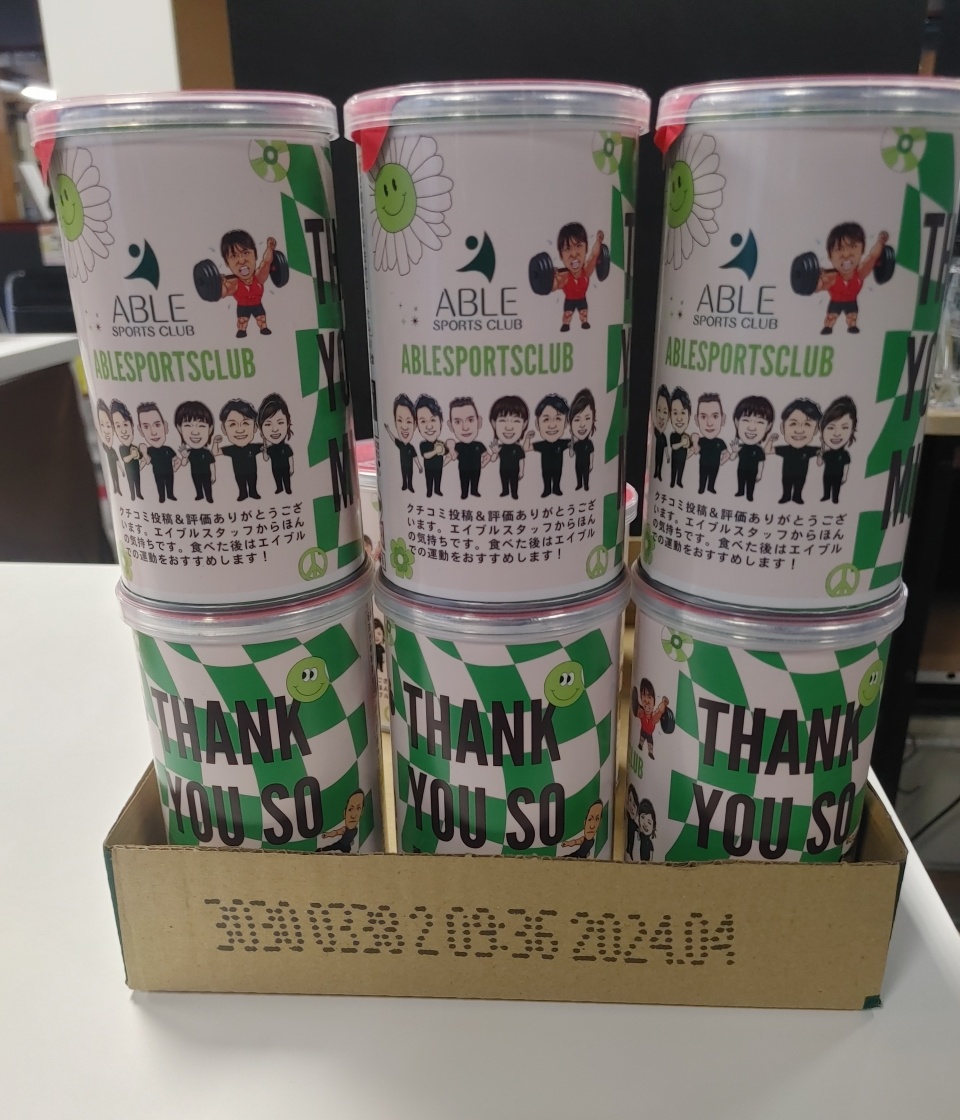 ABLE
SPORTS CLUB
ABLESPORTSCLUB
クチコミ投稿&評価ありがとうござ
います。エイブルスタッフからほん
の気持ちです。食べた後はエイブル
での運動をおすすめします!
ABLE
SPORTS CLUB
ABLESPORTSCLUB
クチコミ投稿&評価ありがとうござ
います。エイブルスタッフからほん
の気持ちです。食べた後はエイブル
での運動をおすすめします!
ABLE
SPORTS CLUB
ABLESPORTSCLUB
クチコミ投稿&評価ありがとうござ
います。エイブルスタッフからほん
の気持ちです。食べた後はエイブル
での運動をおすすめします!
THANK
YOU SO
THANK
YOU SO
THANK
YOU SO
09:36 2024.04